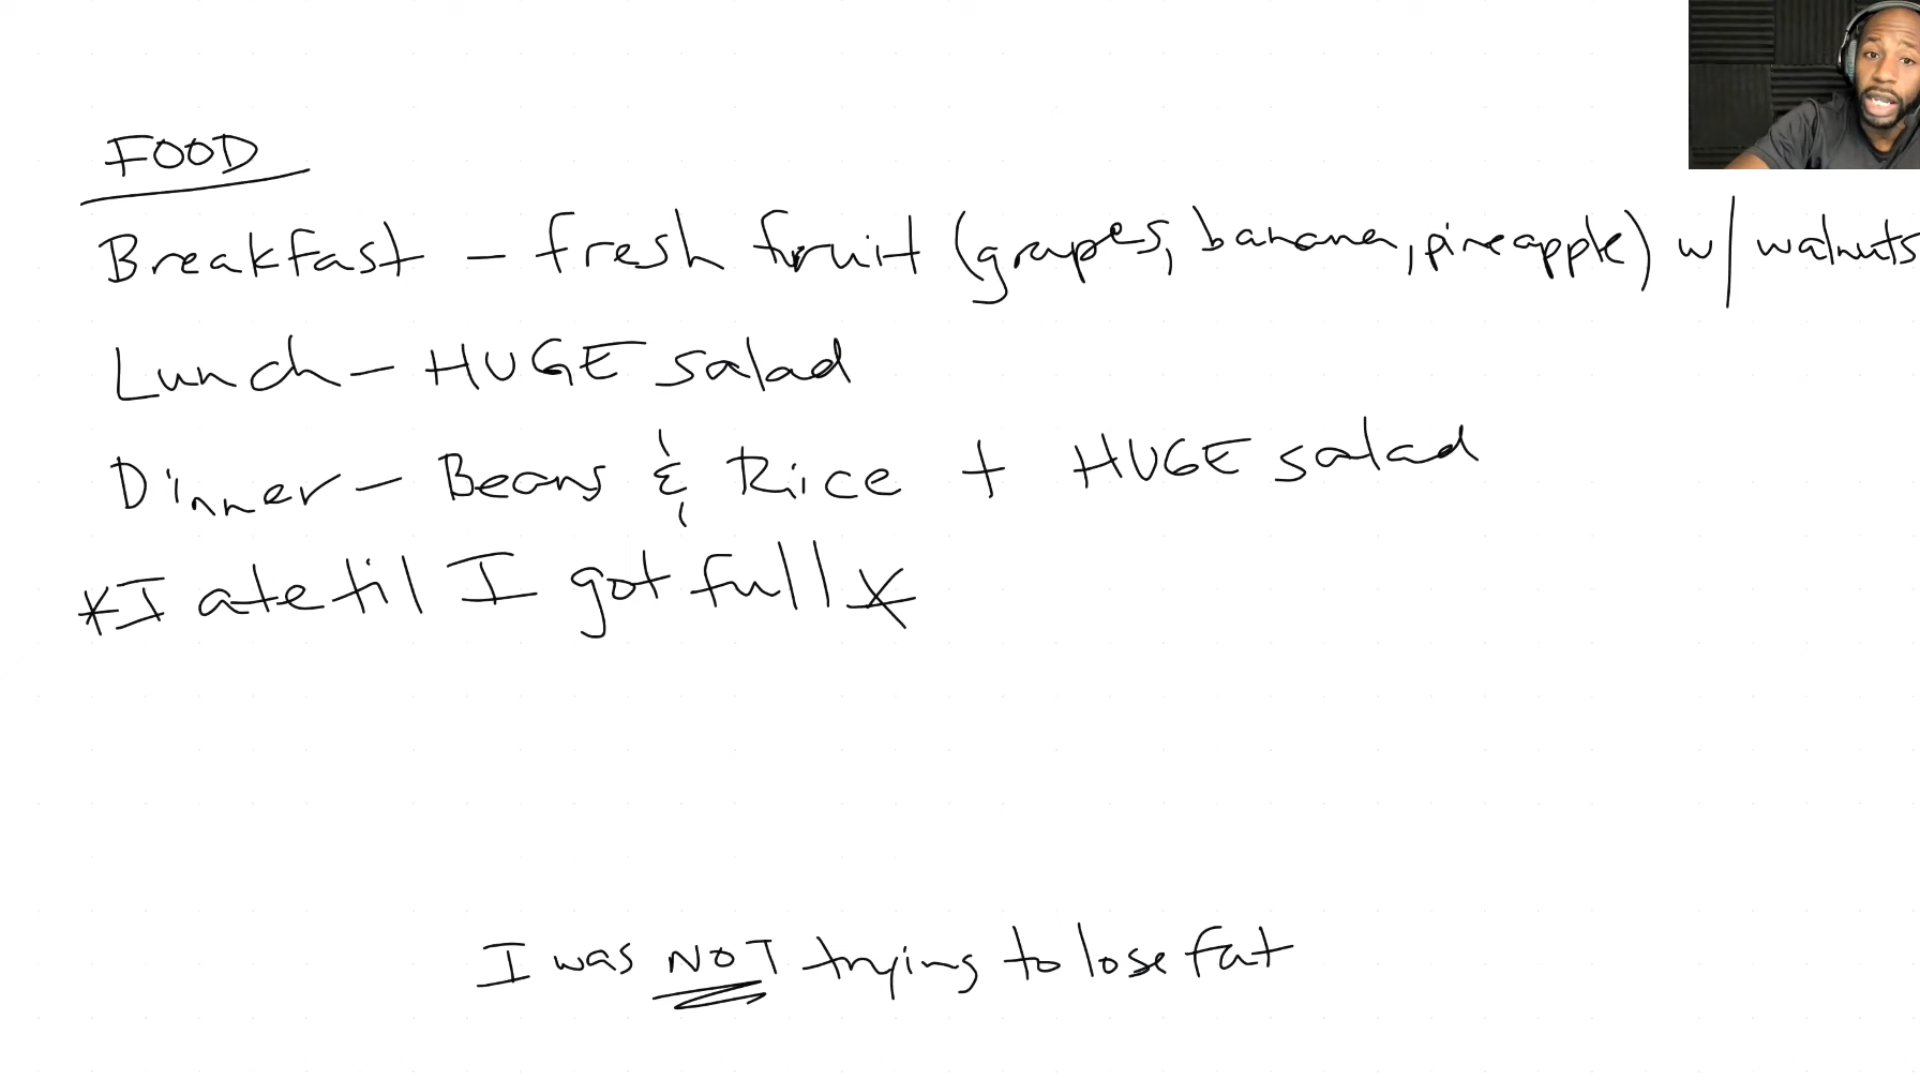 FOOD
Breakfast - fresh fruit (grapes, banana, pineapple) w/ walnuts
Lunch - HUGE salad
Dinner - Beans & Rice + HUGE salad
*I ate til I got full*
I was NOT trying to lose fat